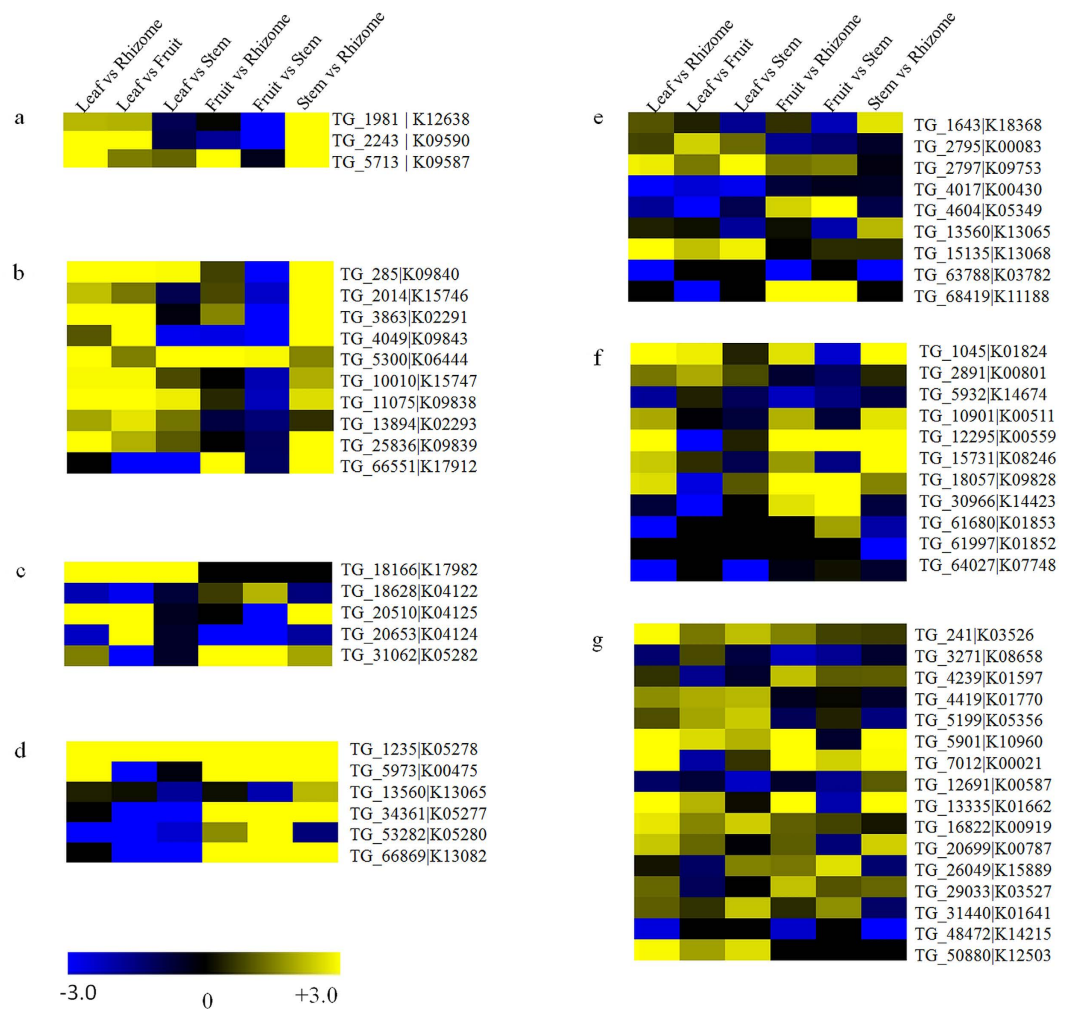 Leaf vs Rhizome
Leaf vs Fruit
Leaf vs Stem
Fruit vs Rhizome
Fruit vs Stem
Stem vs Rhizome
a
TG_1981 | K12638
TG_2243 | K09590
TG_5713 | K09587
b
TG_285|K09840
TG_2014|K15746
TG_3863|K02291
TG_4049|K09843
TG_5300|K06444
TG_10010|K15747
TG_11075|K09838
TG_13894|K02293
TG_25836|K09839
TG_66551|K17912
c
TG_18166|K17982
TG_18628|K04122
TG_20510|K04125
TG_20653|K04124
TG_31062|K05282
d
TG_1235|K05278
TG_5973|K00475
TG_13560|K13065
TG_34361|K05277
TG_53282|K05280
TG_66869|K13082
-3.0
0
+3.0
Leaf vs Rhizome
Leaf vs Fruit
Leaf vs Stem
Fruit vs Rhizome
Fruit vs Stem
Stem vs Rhizome
e
TG_1643|K18368
TG_2795|K00083
TG_2797|K09753
TG_4017|K00430
TG_4604|K05349
TG_13560|K13065
TG_15135|K13068
TG_63788|K03782
TG_68419|K11188
f
TG_1045|K01824
TG_2891|K00801
TG_5932|K14674
TG_10901|K00511
TG_12295|K00559
TG_15731|K08246
TG_18057|K09828
TG_30966|K14423
TG_61680|K01853
TG_61997|K01852
TG_64027|K07748
g
TG_241|K03526
TG_3271|K08658
TG_4239|K01597
TG_4419|K01770
TG_5199|K05356
TG_5901|K10960
TG_7012|K00021
TG_12691|K00587
TG_13335|K01662
TG_16822|K00919
TG_20699|K00787
TG_26049|K15889
TG_29033|K03527
TG_31440|K01641
TG_48472|K14215
TG_50880|K12503